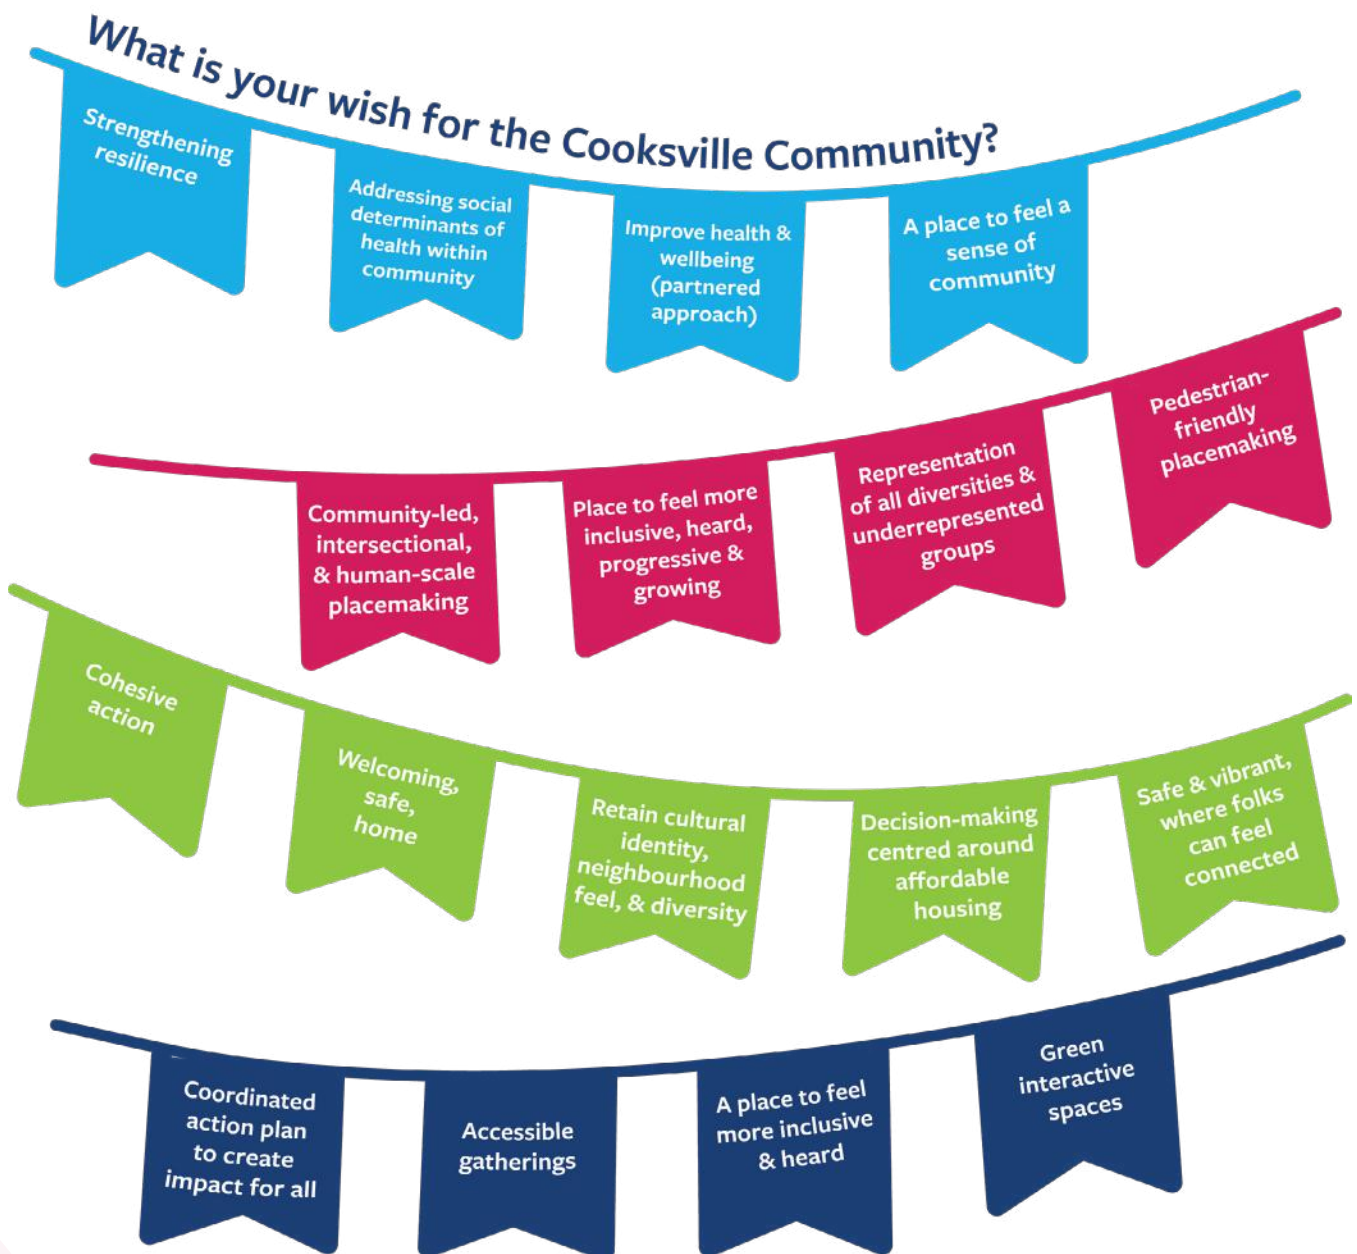 What is your wish for the Cooksville Community?
Strengthening
resilience
Addressing social
determinants of
health within
community
Improve health &
wellbeing
(partnered
approach)
A place to feel a
sense of
community
Community-led,
intersectional,
& human-scale
placemaking
Place to feel more
inclusive, heard,
progressive &
growing
Representation
of all diversities &
underrepresented
groups
Pedestrian-
friendly
placemaking
Cohesive
action
Welcoming,
safe,
home
Retain cultural
identity,
neighbourhood
feel, & diversity
Decision-making
centred around
affordable
housing
Safe & vibrant,
where folks
can feel
connected
Coordinated
action plan
to create
impact for all
Accessible
gatherings
A place to feel
more inclusive
& heard
Green
interactive
spaces